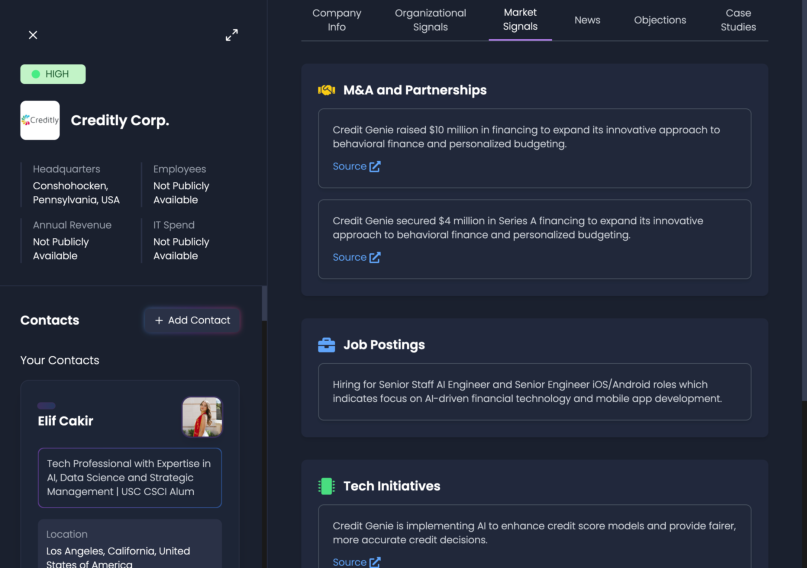 Company
Info
Organizational
Signals
Market
Signals
News
Objections
Case
Studies
HIGH
Creditly
Creditly Corp.
Headquarters
Conshohocken,
Pennsylvania, USA
Employees
Not Publicly
Available
Annual Revenue
Not Publicly
Available
IT Spend
Not Publicly
Available
Contacts
+ Add Contact
Your Contacts
Elif Cakir
Tech Professional with Expertise in
AI, Data Science and Strategic
Management | USC CSCI Alum
Location
Los Angeles, California, United
States of America
M&A and Partnerships
Credit Genie raised $10 million in financing to expand its innovative approach to
behavioral finance and personalized budgeting.
Source
Credit Genie secured $4 million in Series A financing to expand its innovative
approach to behavioral finance and personalized budgeting.
Source
Job Postings
Hiring for Senior Staff AI Engineer and Senior Engineer iOS/Android roles which
indicates focus on AI-driven financial technology and mobile app development.
Tech Initiatives
Credit Genie is implementing AI to enhance credit score models and provide fairer,
more accurate credit decisions.
Source